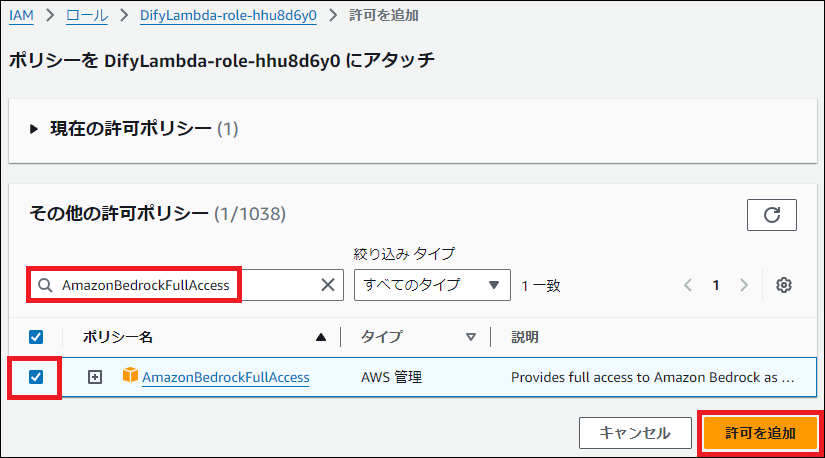 IAM > ロール > DifyLambda-role-hhu8d6y0 > 許可を追加
ポリシーを DifyLambda-role-hhu8d6y0 にアタッチ
現在の許可ポリシー (1)
その他の許可ポリシー (1/1038)
絞り込み タイプ
AmazonBedrockFullAccess すべてのタイプ 1 一致 1
ポリシー名 タイプ 説明
AmazonBedrockFullAccess AWS 管理 Provides full access to Amazon Bedrock as ...
キャンセル 許可を追加